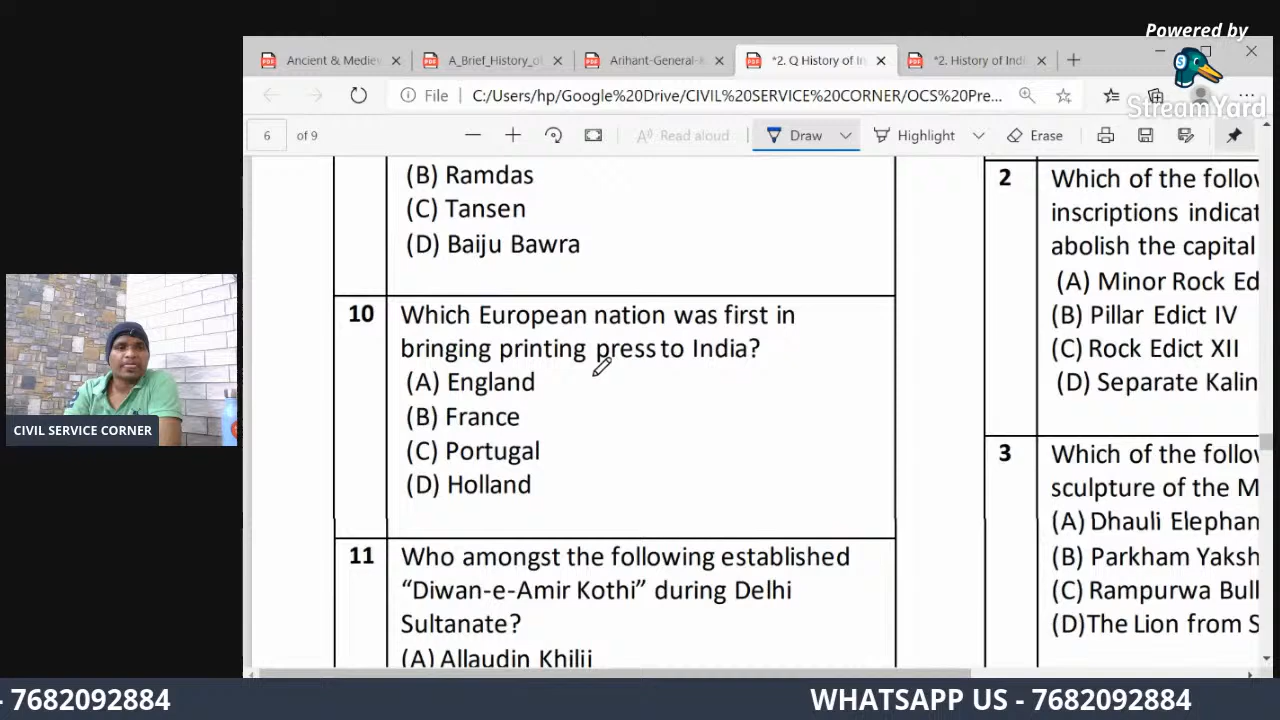 Powered by
StreamYard
Ancient & Mediev
A_Brief_History_of
Arihant-General-K
*2. Q History of In
*2. History of Indi
File
C:/Users/hp/Google%20Drive/CIVIL%20SERVICE%20CORNER/OCS%20Pre...
6 of 9
Read aloud
Draw
Highlight
Erase
(B) Ramdas
(C) Tansen
(D) Baiju Bawra
10 Which European nation was first in
bringing printing press to India?
(A) England
(B) France
(C) Portugal
(D) Holland
11 Who amongst the following established
“Diwan-e-Amir Kothi” during Delhi
Sultanate?
(A) Allaudin Khilji
2 Which of the follow
inscriptions indicat
abolish the capital
(A) Minor Rock Ed
(B) Pillar Edict IV
(C) Rock Edict XII
(D) Separate Kalin
3 Which of the follow
sculpture of the M
(A) Dhauli Elephan
(B) Parkham Yaksh
(C) Rampurwa Bull
(D)The Lion from S
CIVIL SERVICE CORNER
- 7682092884
WHATSAPP US - 7682092884